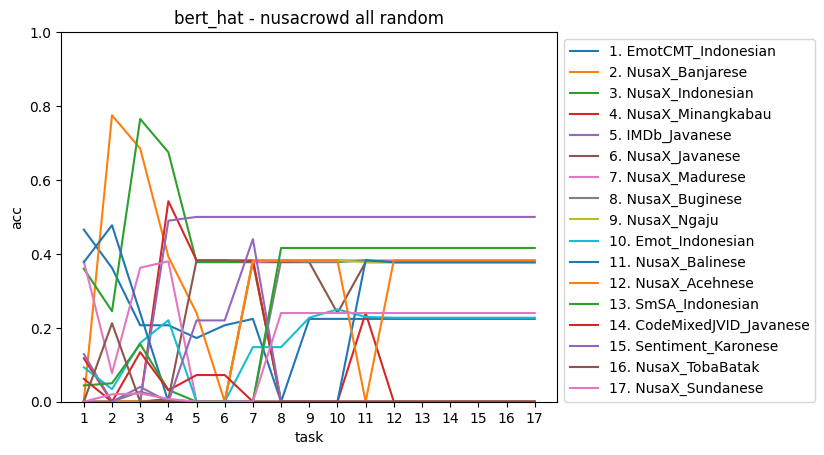 bert_hat - nusacrowd all random
1.0
0.8
0.6
0.4
0.2
0.0
acc
1 2 3 4 5 6 7 8 9 10 11 12 13 14 15 16 17
task
1. EmotCMT_Indonesian
2. NusaX_Banjarese
3. NusaX_Indonesian
4. NusaX_Minangkabau
5. IMDb_Javanese
6. NusaX_Javanese
7. NusaX_Madurese
8. NusaX_Buginese
9. NusaX_Ngaju
10. Emot_Indonesian
11. NusaX_Balinese
12. NusaX_Acehnese
13. SmSA_Indonesian
14. CodeMixedJVID_Javanese
15. Sentiment_Karonese
16. NusaX_TobaBatak
17. NusaX_Sundanese